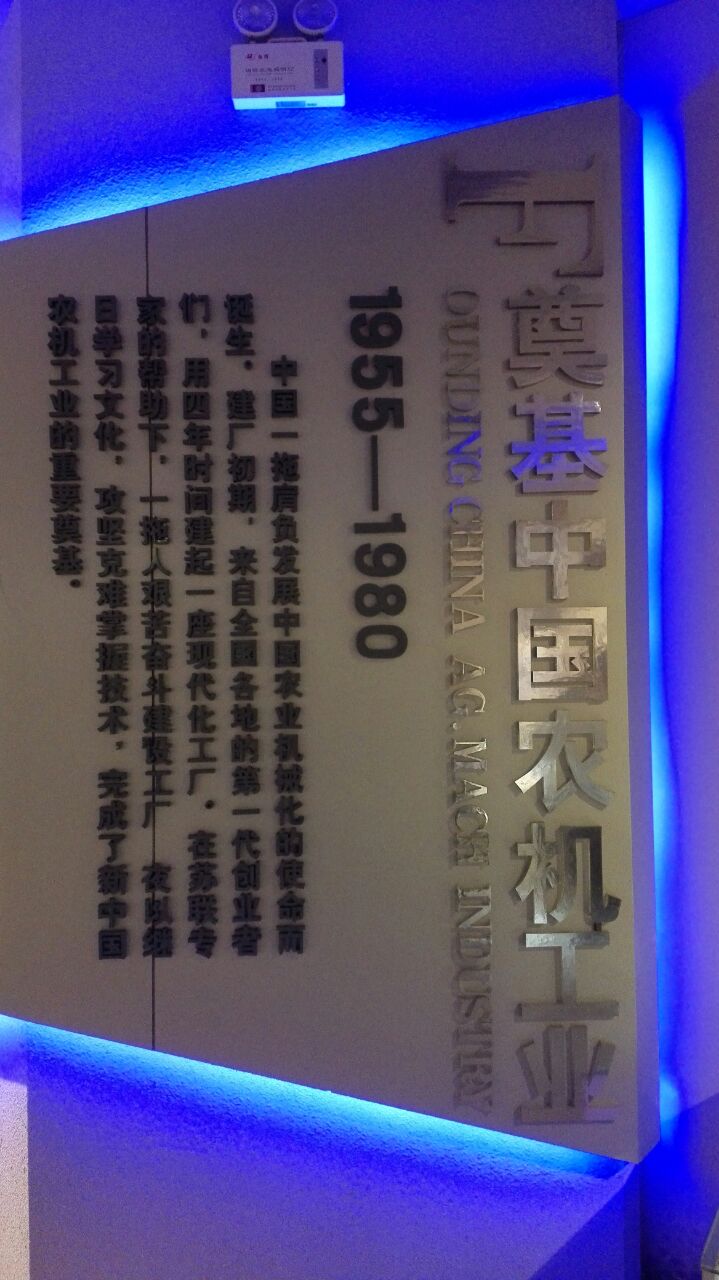 奠基中国农机工业
FOUNDING CHINA AG.MACH INDUSTRY
1955—1980
中国一拖肩负发展中国农业机械化的使命而
诞生。建厂初期，来自全国各地的第一代创业者
们，用四年时间建起一座现代化工厂。在苏联专
家的帮助下，一拖人艰苦奋斗建设工厂 夜以继
日学习文化，攻坚克难掌握技术，完成了新中国
农机工业的重要奠基。